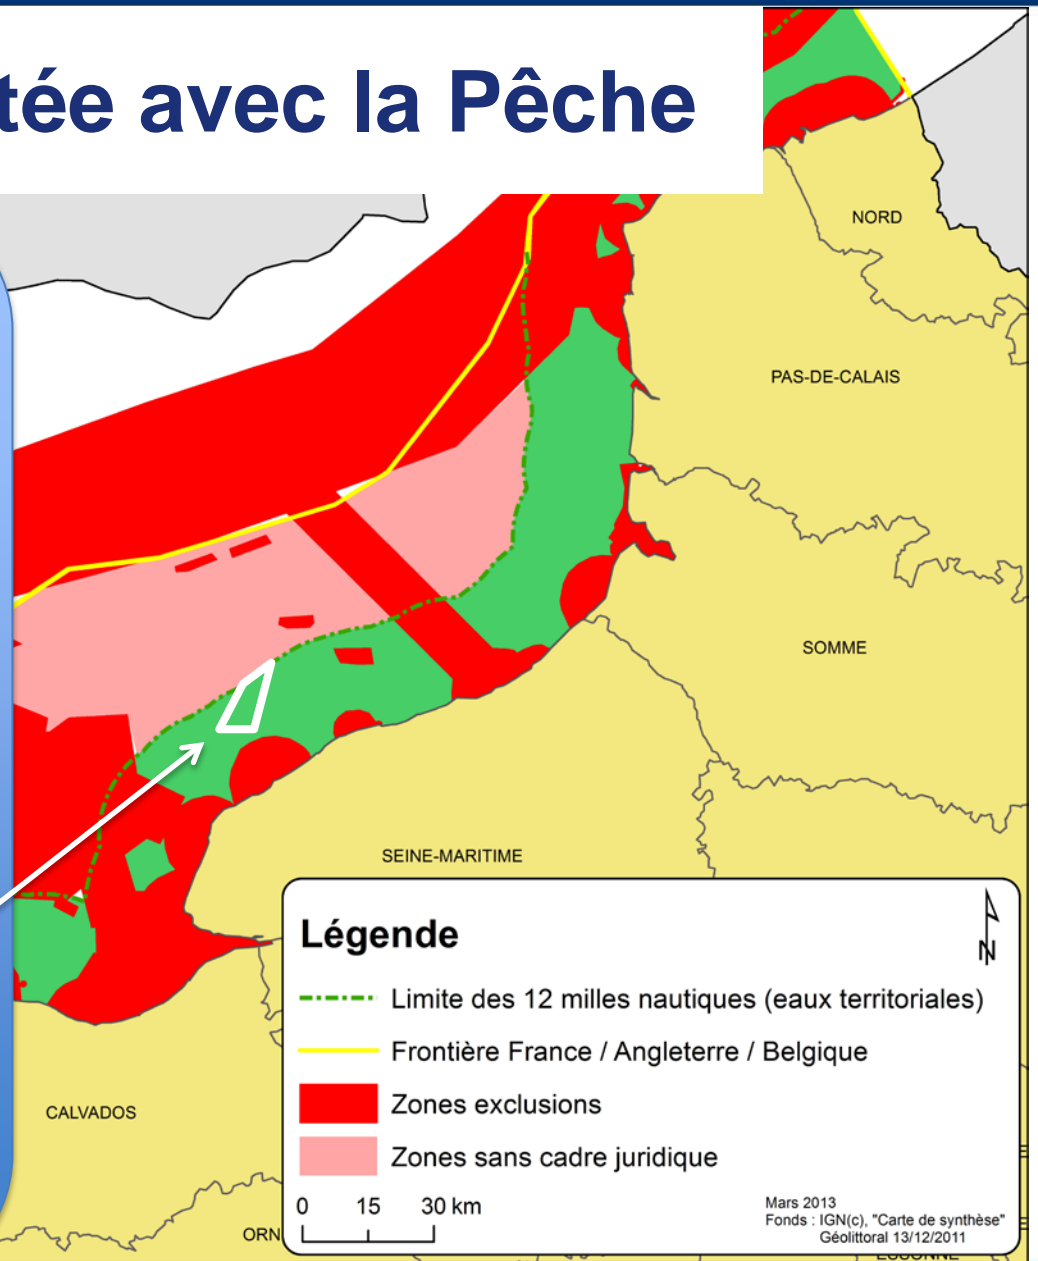 tée avec la Pêche
NORD
PAS-DE-CALAIS
SOMME
SEINE-MARITIME
Légende
N
Limite des 12 milles nautiques (eaux territoriales)
Frontière France / Angleterre / Belgique
Zones exclusions
CALVADOS
Zones sans cadre juridique
0 15 30 km
Mars 2013
Fonds : IGN(c), "Carte de synthèse"
Géolittoral 13/12/2011
ORN